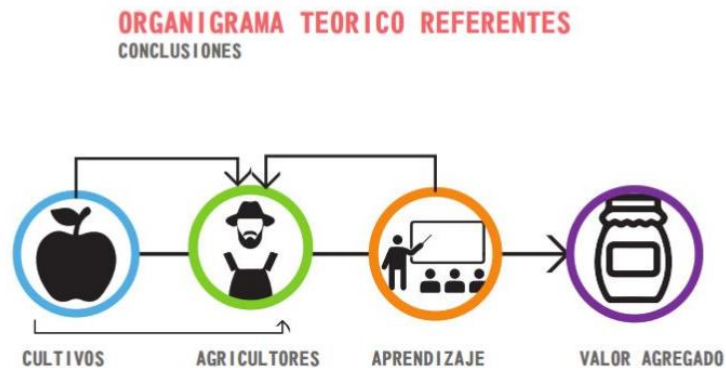 ORGANIGRAMA TEORICO REFERENTES
CONCLUSIONES
CULTIVOS
AGRICULTORES
APRENDIZAJE
VALOR AGREGADO